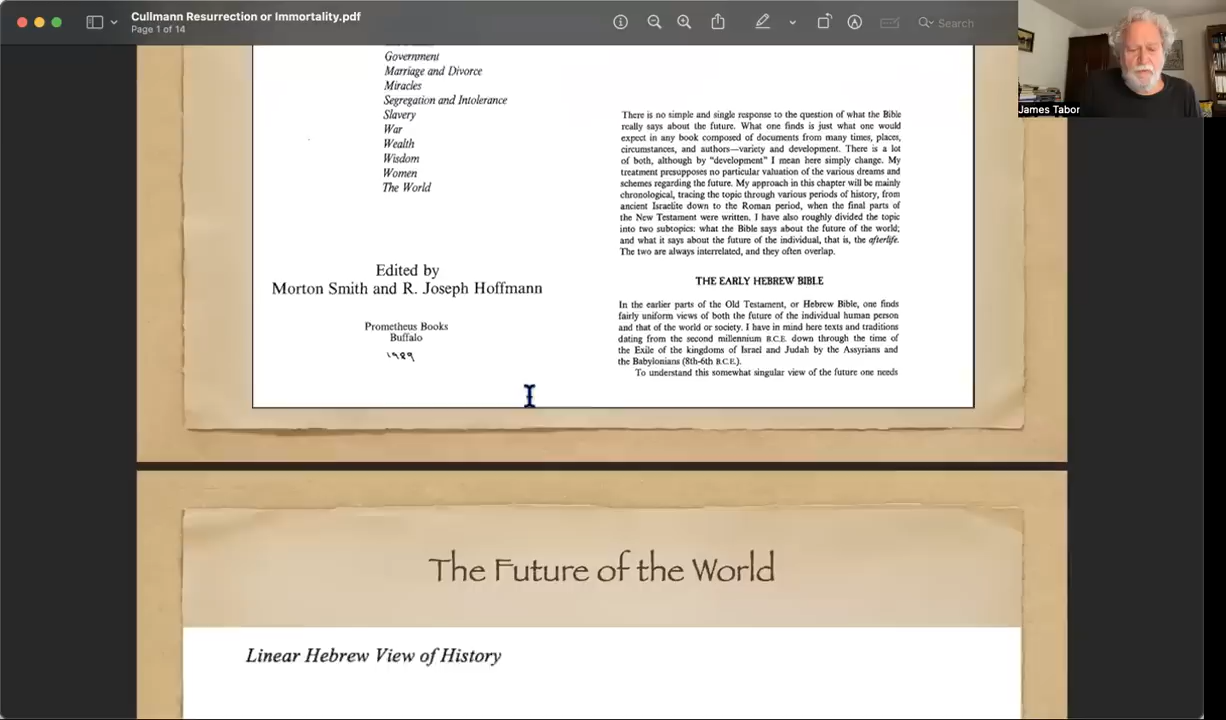 Cullmann Resurrection or Immortality.pdf
Page 1 of 14
Search
James Tabor
Government
Marriage and Divorce
Miracles
Segregation and Intolerance
Slavery
War
Wealth
Wisdom
Women
The World
Edited by
Morton Smith and R. Joseph Hoffmann
Prometheus Books
Buffalo
1989
There is no simple and single response to the question of what the Bible
really says about the future. What one finds is just what one would
expect in any book composed of documents from many times, places,
circumstances, and authors—variety and development. There is a lot
of both, although by "development" I mean here simply change. My
treatment presupposes no particular valuation of the various dreams and
schemes regarding the future. My approach in this chapter will be mainly
chronological, tracing the topic through various periods of history, from
ancient Israelite down to the Roman period, when the final parts of
the New Testament were written. I have also roughly divided the topic
into two subtopics: what the Bible says about the future of the world;
and what it says about the future of the individual, that is, the afterlife.
The two are always interrelated, and they often overlap.
THE EARLY HEBREW BIBLE
In the earlier parts of the Old Testament, or Hebrew Bible, one finds
fairly uniform views of both the future of the individual human person
and that of the world or society. I have in mind here texts and traditions
dating from the second millennium B.C.E. down through the time of
the Exile of the kingdoms of Israel and Judah by the Assyrians and
the Babylonians (8th-6th B.C.E.).
To understand this somewhat singular view of the future one needs
The Future of the World
Linear Hebrew View of History